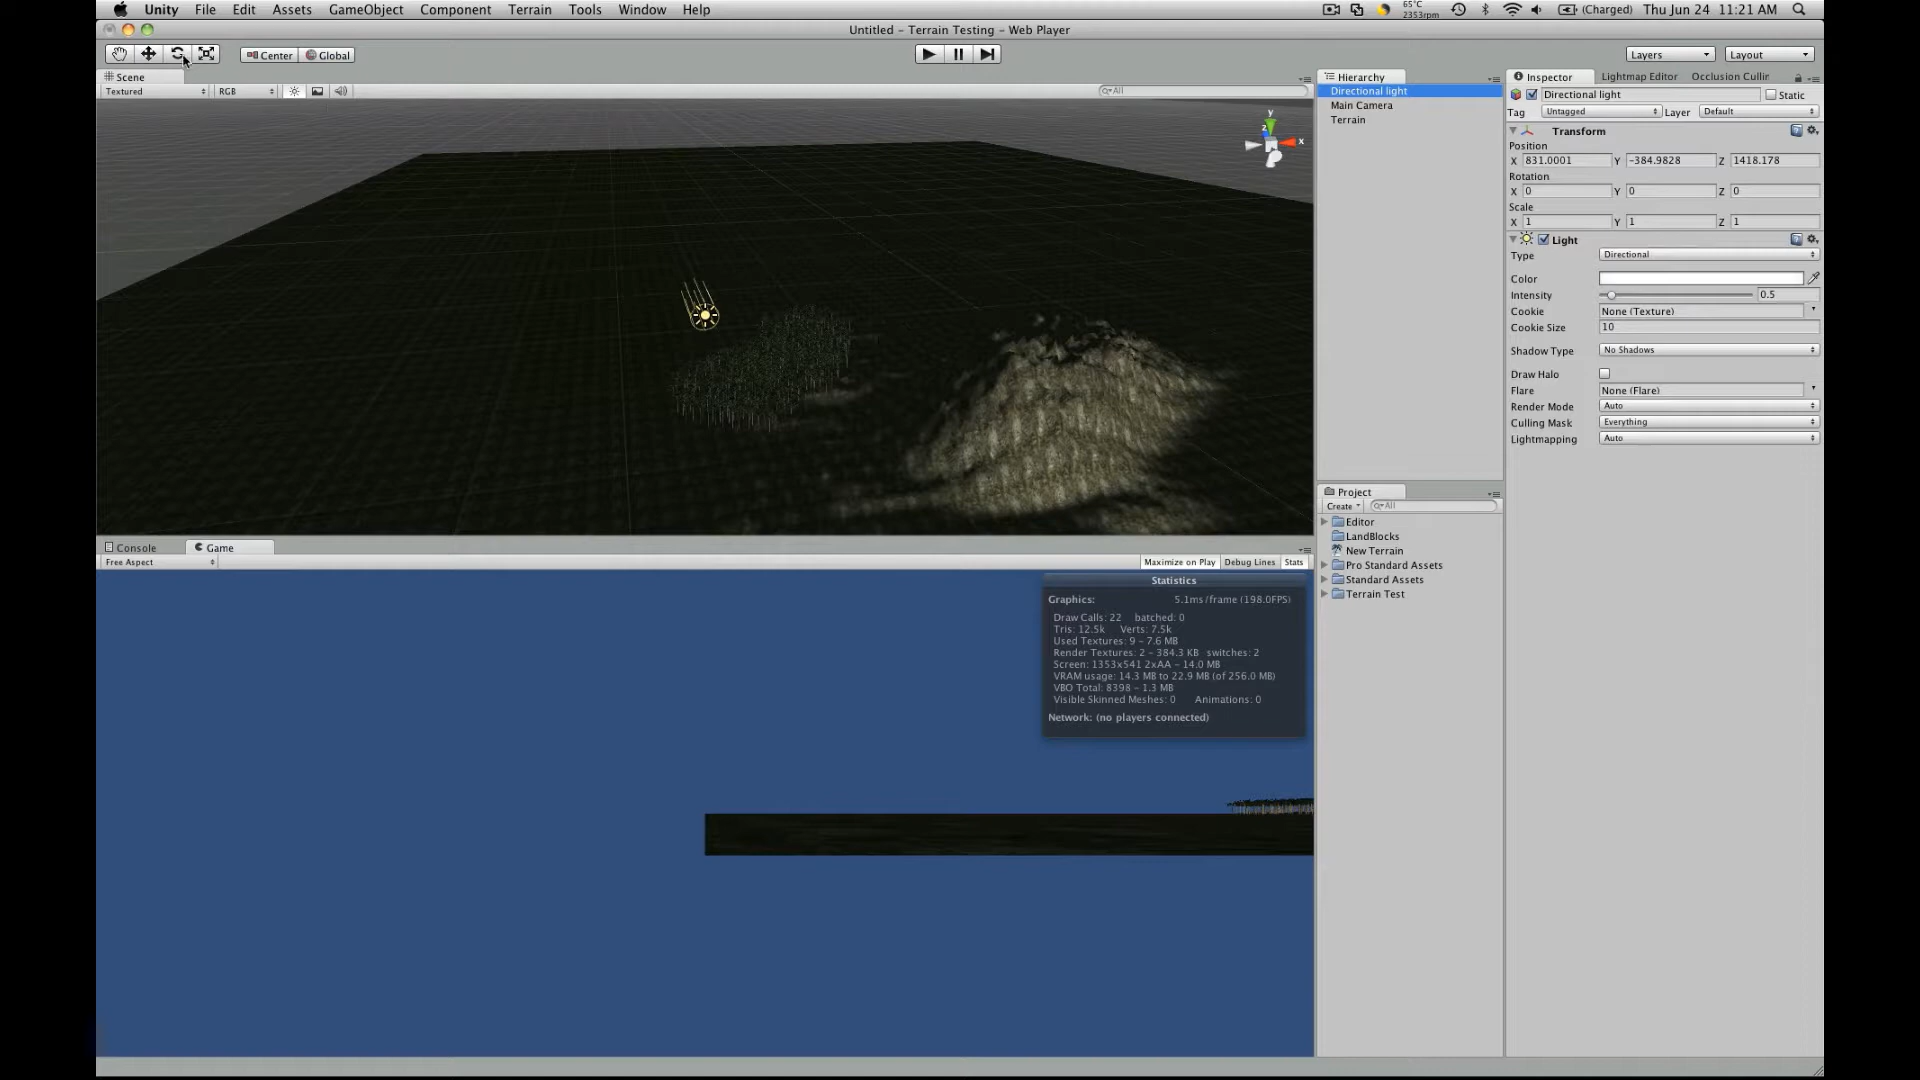 Unity File Edit Assets GameObject Component Terrain Tools Window Help 65°C 2353rpm (Charged) Thu Jun 24 11:21 AM
Untitled - Terrain Testing - Web Player
Center Global Layers Layout
Scene
Textured RGB All
y
z
x
Console Game
Free Aspect Maximize on Play Debug Lines Stats
Statistics
Graphics: 5.1ms/frame (198.0FPS)
Draw Calls: 22 batched: 0
Tris: 12.5k Verts: 7.5k
Used Textures: 9 - 7.6 MB
Render Textures: 2 - 384.3 KB switches: 2
Screen: 1353x541 2xAA - 14.0 MB
VRAM usage: 14.3 MB to 22.9 MB (of 256.0 MB)
VBO Total: 8398 - 1.3 MB
Visible Skinned Meshes: 0 Animations: 0
Network: (no players connected)
Hierarchy
Directional light
Main Camera
Terrain
Project
Create All
Editor
LandBlocks
New Terrain
Pro Standard Assets
Standard Assets
Terrain Test
Inspector Lightmap Editor Occlusion Cullin
Directional light Static
Tag Untagged Layer Default
Transform
Position
X 831.0001 Y -384.9828 Z 1418.178
Rotation
X 0 Y 0 Z 0
Scale
X 1 Y 1 Z 1
Light
Type Directional
Color
Intensity 0.5
Cookie None (Texture)
Cookie Size 10
Shadow Type No Shadows
Draw Halo
Flare None (Flare)
Render Mode Auto
Culling Mask Everything
Lightmapping Auto